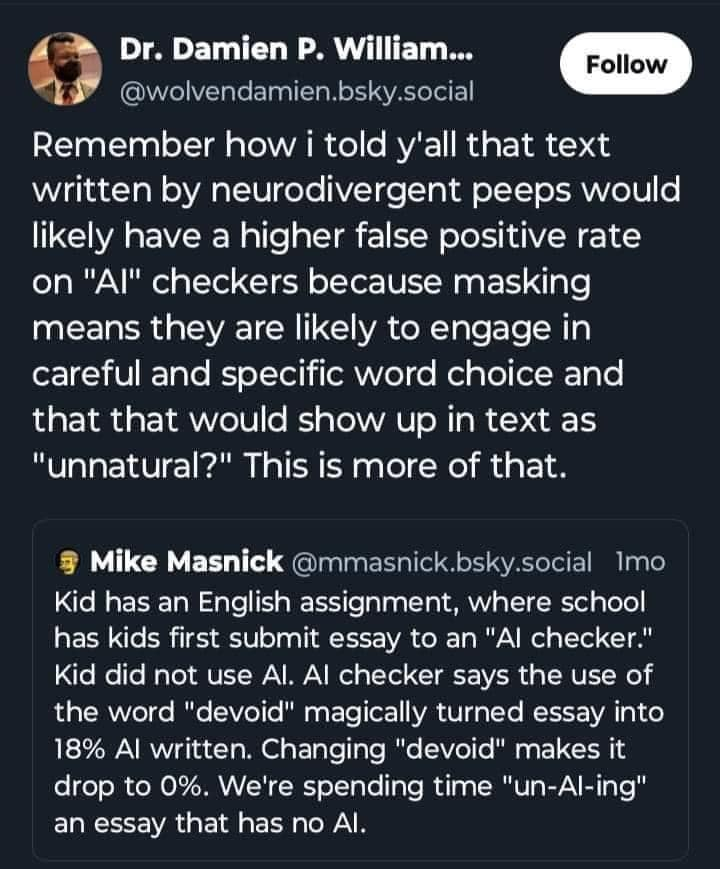 Dr. Damien P. William...
@wolvendamien.bsky.social
Follow
Remember how i told y'all that text
written by neurodivergent peeps would
likely have a higher false positive rate
on "AI" checkers because masking
means they are likely to engage in
careful and specific word choice and
that that would show up in text as
"unnatural?" This is more of that.
Mike Masnick @mmasnick.bsky.social 1mo
Kid has an English assignment, where school
has kids first submit essay to an "AI checker."
Kid did not use AI. AI checker says the use of
the word "devoid" magically turned essay into
18% AI written. Changing "devoid" makes it
drop to 0%. We're spending time "un-AI-ing"
an essay that has no AI.